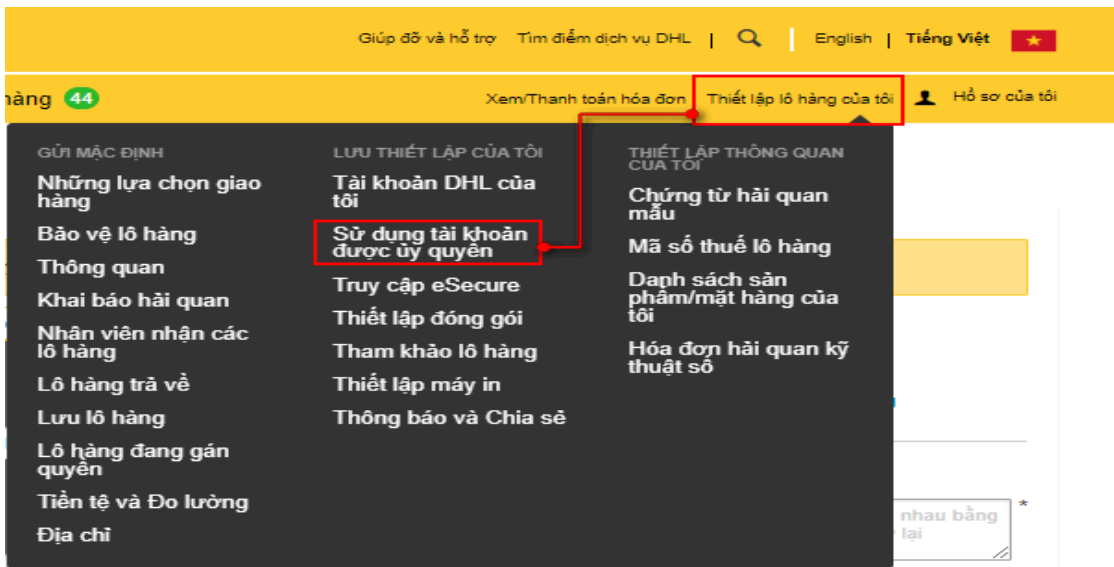 Giúp đỡ và hỗ trợ Tìm điểm dịch vụ DHL | English | Tiếng Việt
hàng 44 Xem/Thanh toán hóa đơn Thiết lập lô hàng của tôi Hồ sơ của tôi
GỬI MẶC ĐỊNH
Những lựa chọn giao
hàng
Bảo vệ lô hàng
Thông quan
Khai báo hải quan
Nhân viên nhận các
lô hàng
Lô hàng trả về
Lưu lô hàng
Lô hàng đang gán
quyền
Tiền tệ và Đo lường
Địa chỉ
LƯU THIẾT LẬP CỦA TÔI
Tài khoản DHL của
tôi
Sử dụng tài khoản
được ủy quyền
Truy cập eSecure
Thiết lập đóng gói
Tham khảo lô hàng
Thiết lập máy in
Thông báo và Chia sẻ
THIẾT LẬP THÔNG QUAN
CỦA TÔI
Chứng từ hải quan
mẫu
Mã số thuế lô hàng
Danh sách sản
phẩm/mặt hàng của
tôi
Hóa đơn hải quan kỹ
thuật số
nhau bằng *
lại